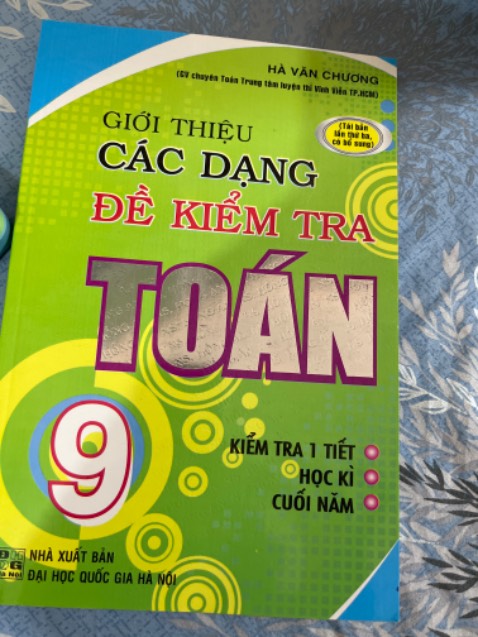 HÀ VĂN CHƯƠNG
(GV chuyên Toán Trung tâm luyện thi Vĩnh Viễn TP.HCM)
GIỚI THIỆU
(Tái bản
lần thứ ba,
có bổ sung)
CÁC DẠNG
ĐỀ KIỂM TRA
TOÁN
9
KIỂM TRA 1 TIẾT
HỌC KÌ
CUỐI NĂM
NHÀ XUẤT BẢN
ĐẠI HỌC QUỐC GIA HÀ NỘI